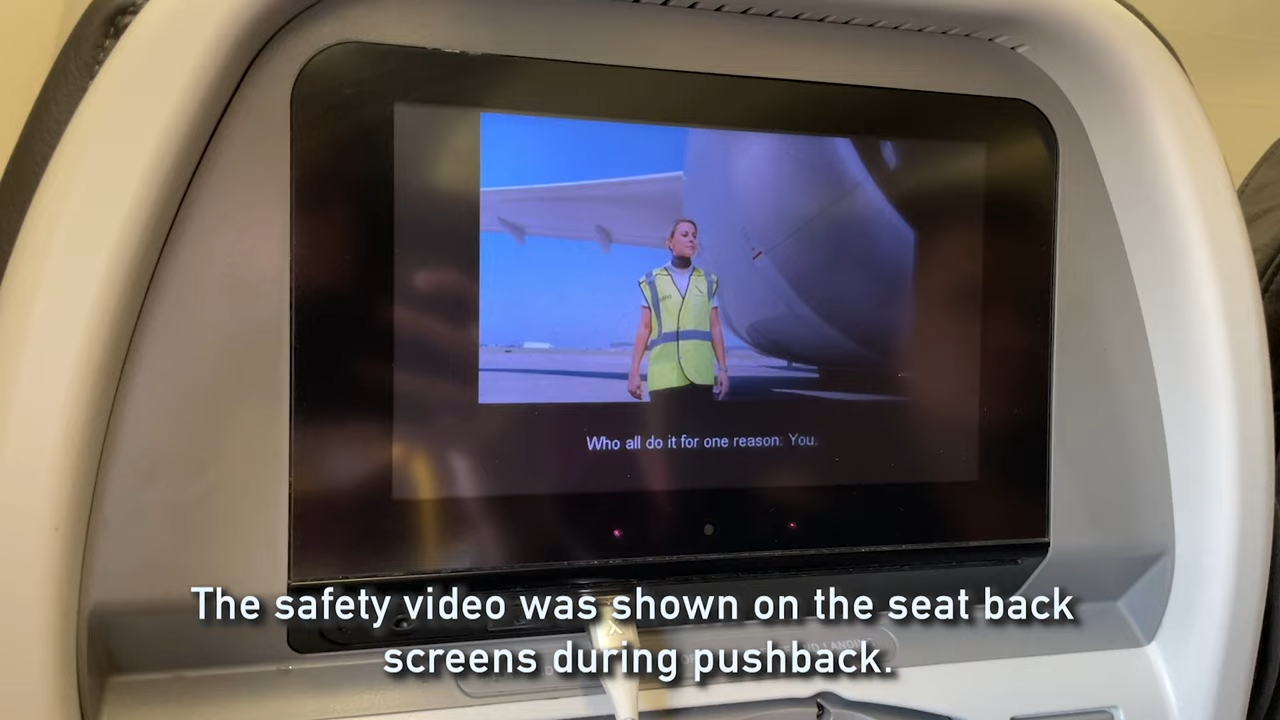 Who all do it for one reason: You.
The safety video was shown on the seat back
screens during pushback.